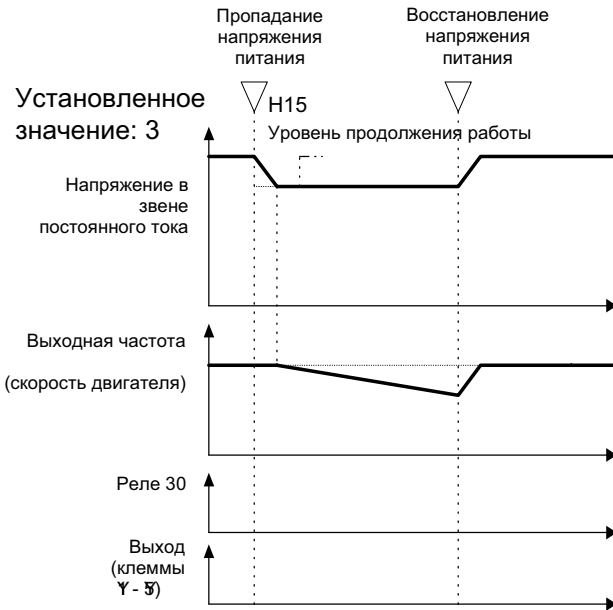 Пропадание
напряжения
питания
Восстановление
напряжения
питания
Установленное
значение: 3
H15
Уровень продолжения работы
Напряжение в
звене
постоянного тока
Выходная частота
(скорость двигателя)
Реле 30
Выход
(клеммы